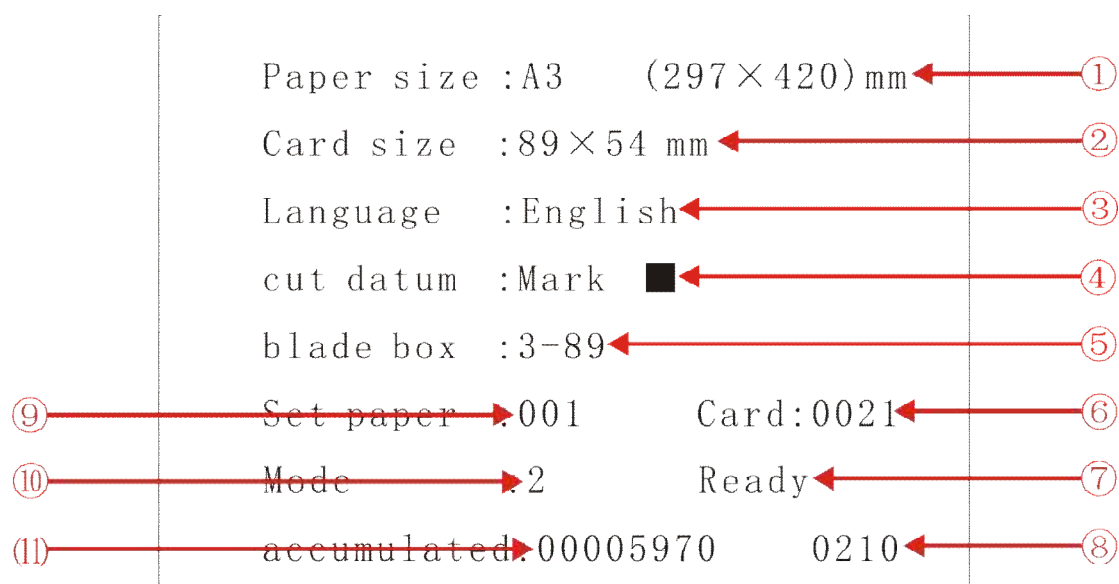 Paper size :A3 (297×420)mm ①
Card size :89×54 mm ②
Language :English ③
cut datum :Mark ■ ④
blade box :3-89 ⑤
⑨ Set paper :001 Card:0021 ⑥
⑩ Mode :2 Ready ⑦
⑪ accumulated:00005970 0210 ⑧